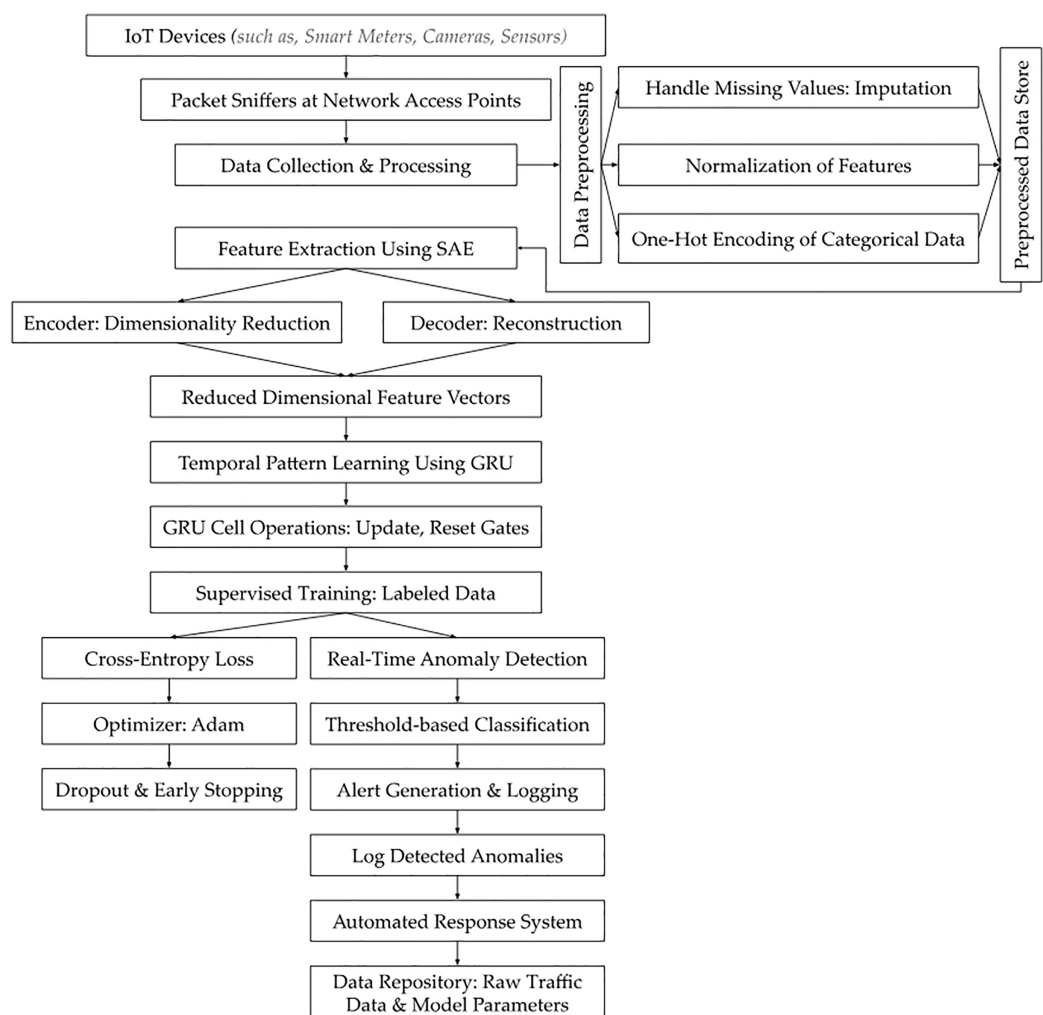 IoT Devices (such as, Smart Meters, Cameras, Sensors)
Packet Sniffers at Network Access Points
Data Collection & Processing
Data Preprocessing
Handle Missing Values: Imputation
Normalization of Features
One-Hot Encoding of Categorical Data
Preprocessed Data Store
Feature Extraction Using SAE
Encoder: Dimensionality Reduction
Decoder: Reconstruction
Reduced Dimensional Feature Vectors
Temporal Pattern Learning Using GRU
GRU Cell Operations: Update, Reset Gates
Supervised Training: Labeled Data
Cross-Entropy Loss
Optimizer: Adam
Dropout & Early Stopping
Real-Time Anomaly Detection
Threshold-based Classification
Alert Generation & Logging
Log Detected Anomalies
Automated Response System
Data Repository: Raw Traffic
Data & Model Parameters